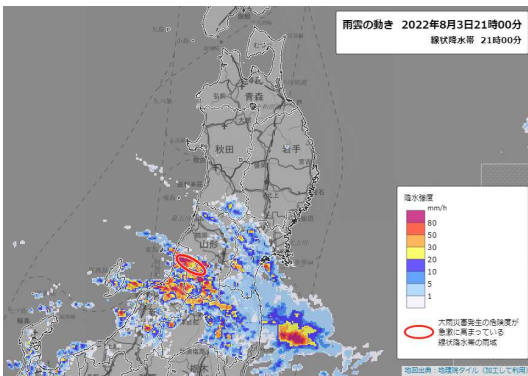 雨雲の動き 2022年8月3日21時00分
線状降水帯 21時00分
青森
秋田
岩手
山形
栃木
降水強度
mm/h
80
50
30
20
10
5
1
大雨災害発生の危険度が
急激に高まっている
線状降水帯の雨域
地図出典:地理院タイル(加工して利用)